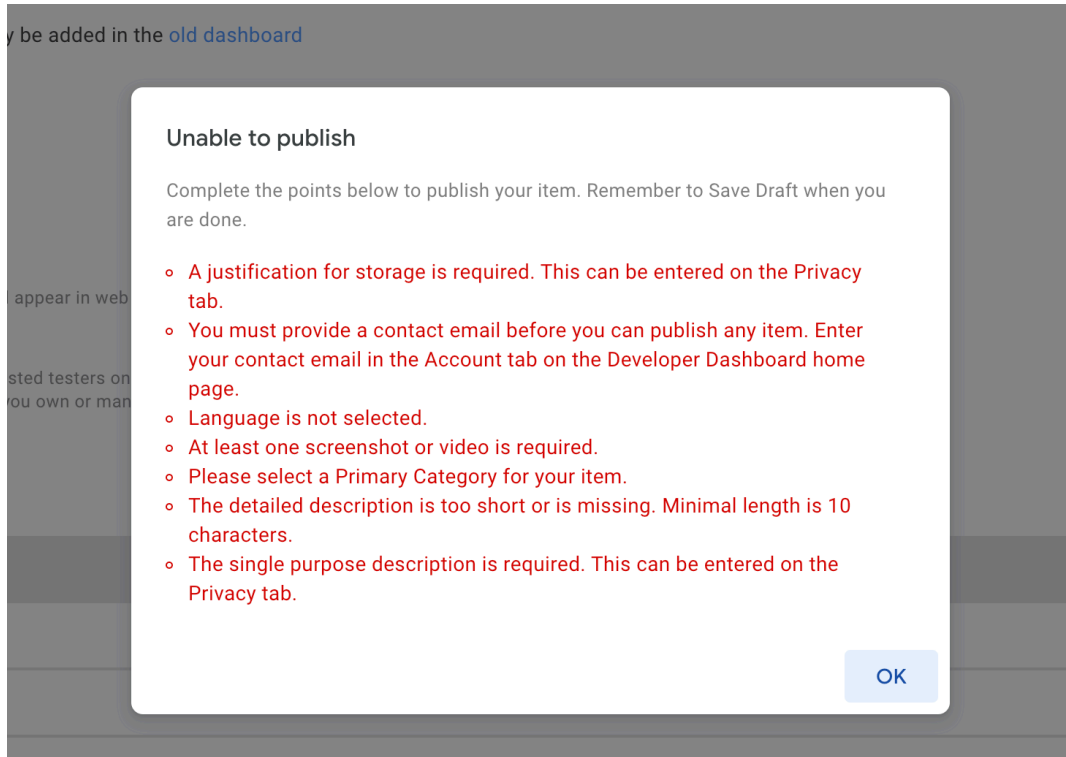 y be added in the old dashboard
Unable to publish
Complete the points below to publish your item. Remember to Save Draft when you
are done.
A justification for storage is required. This can be entered on the Privacy
tab.
appear in web
You must provide a contact email before you can publish any item. Enter
your contact email in the Account tab on the Developer Dashboard home
page.
sted testers on
you own or man
Language is not selected.
At least one screenshot or video is required.
Please select a Primary Category for your item.
The detailed description is too short or is missing. Minimal length is 10
characters.
The single purpose description is required. This can be entered on the
Privacy tab.
OK